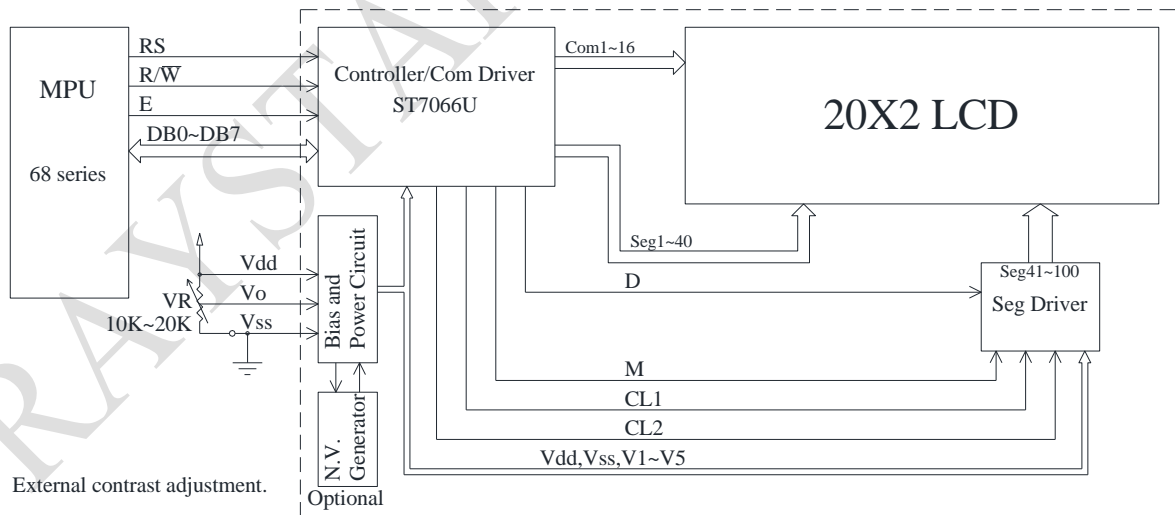 MPU
68 series
RS
R/W̅
E
DB0~DB7
Controller/Com Driver
ST7066U
Com1~16
20X2 LCD
Seg1~40
Seg41~100
Seg Driver
D
M
CL1
CL2
Vdd,Vss,V1~V5
Vdd
Vo
Vss
VR
10K~20K
Bias and
Power Circuit
N.V.
Generator
Optional
External contrast adjustment.
RAYSTAR